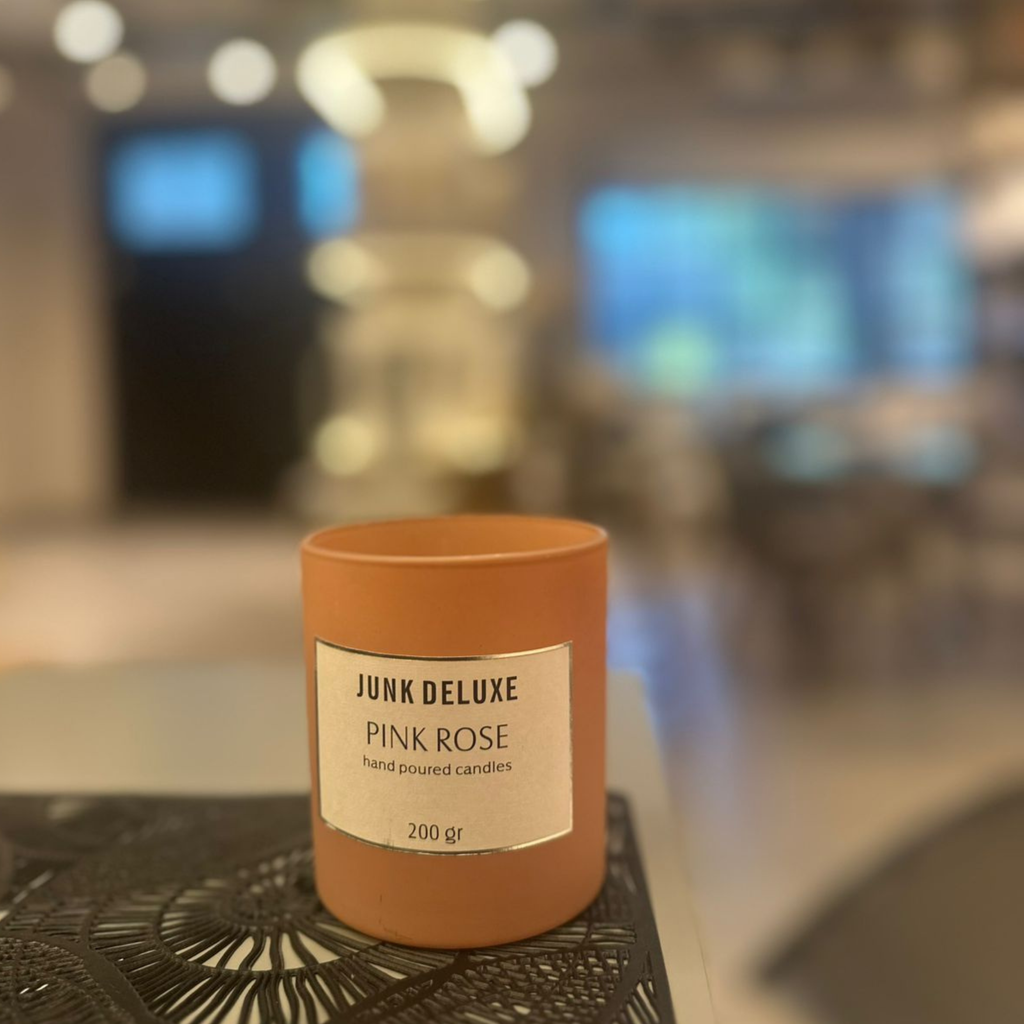 JUNK DELUXE
PINK ROSE
hand poured candles
200 gr